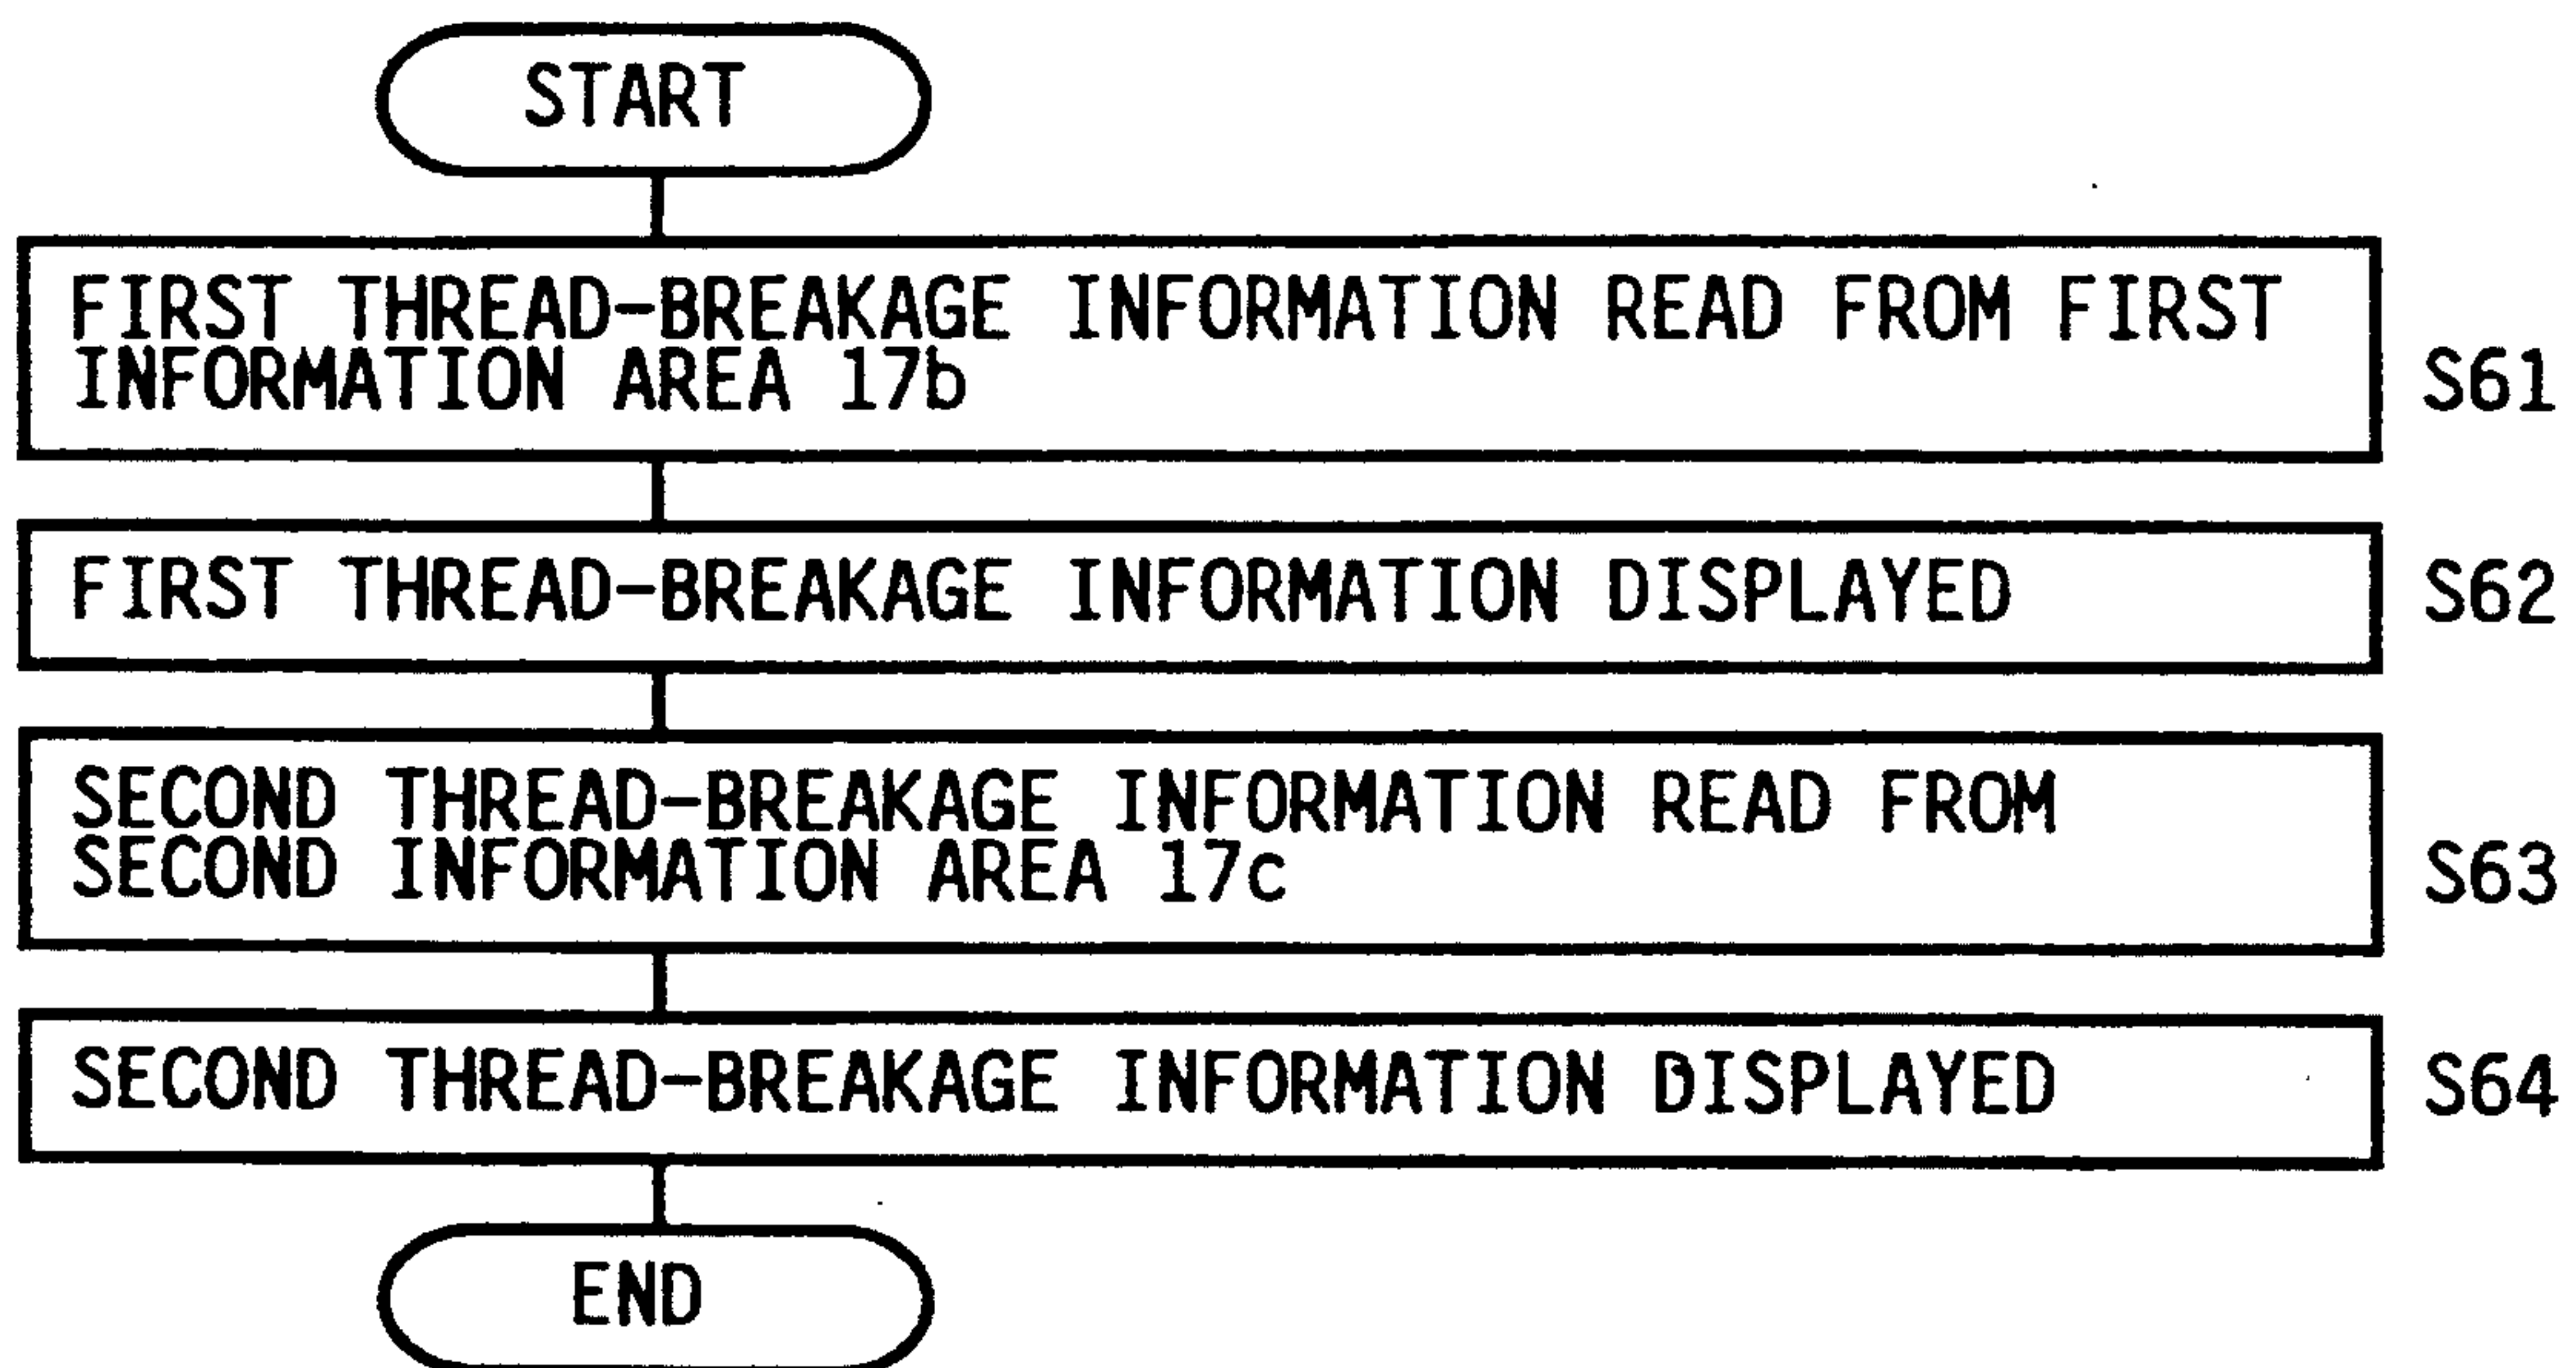 START
FIRST THREAD-BREAKAGE INFORMATION READ FROM FIRST
INFORMATION AREA 17b
S61
FIRST THREAD-BREAKAGE INFORMATION DISPLAYED
S62
SECOND THREAD-BREAKAGE INFORMATION READ FROM
SECOND INFORMATION AREA 17c
S63
SECOND THREAD-BREAKAGE INFORMATION DISPLAYED
S64
END